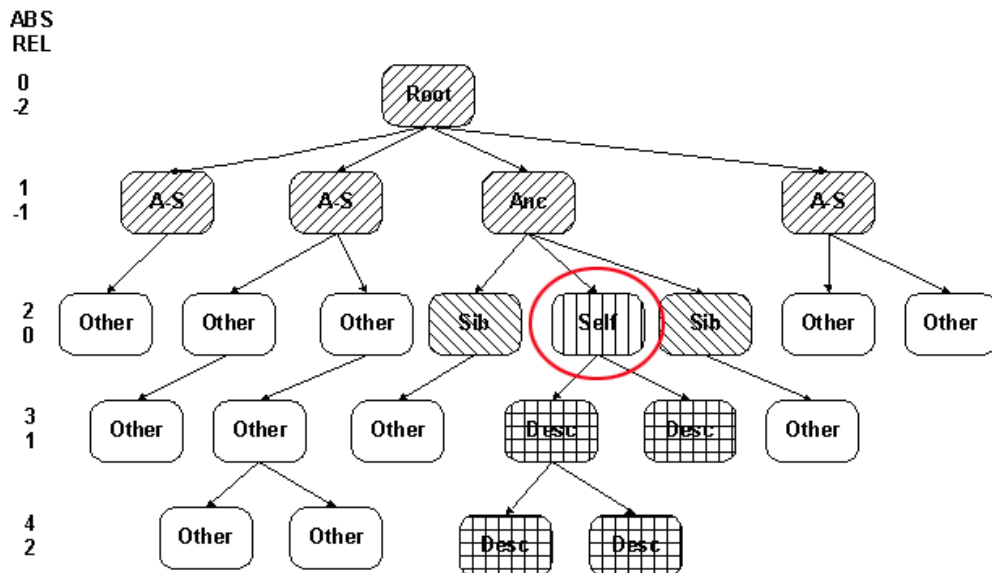 ABS
REL
0
-2
Root
1
-1
A-S A-S Anc A-S
2
0
Other Other Other Sib Self Sib Other Other
3
1
Other Other Other Desc Desc Other
4
2
Other Other Desc Desc